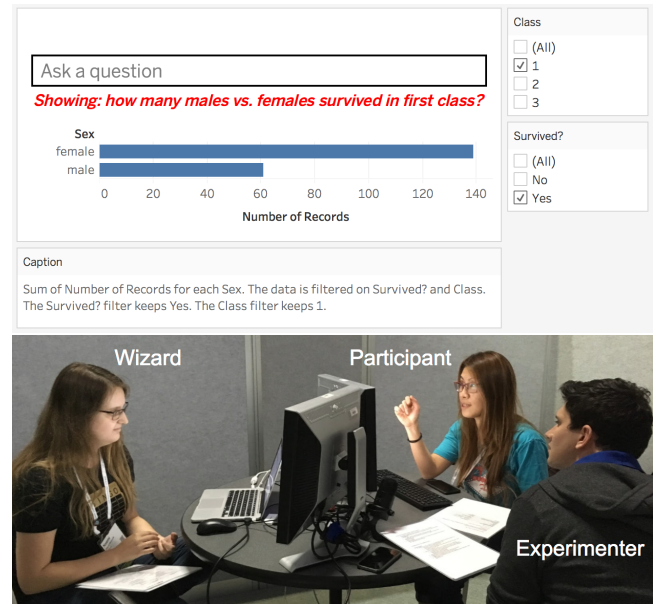 Class
(All)
1
2
3
Ask a question
Showing: how many males vs. females survived in first class?
Survived?
(All)
No
Yes
Sex
female
male
0 20 40 60 80 100 120 140
Number of Records
Caption
Sum of Number of Records for each Sex. The data is filtered on Survived? and Class.
The Survived? filter keeps Yes. The Class filter keeps 1.
Wizard
Participant
Experimenter